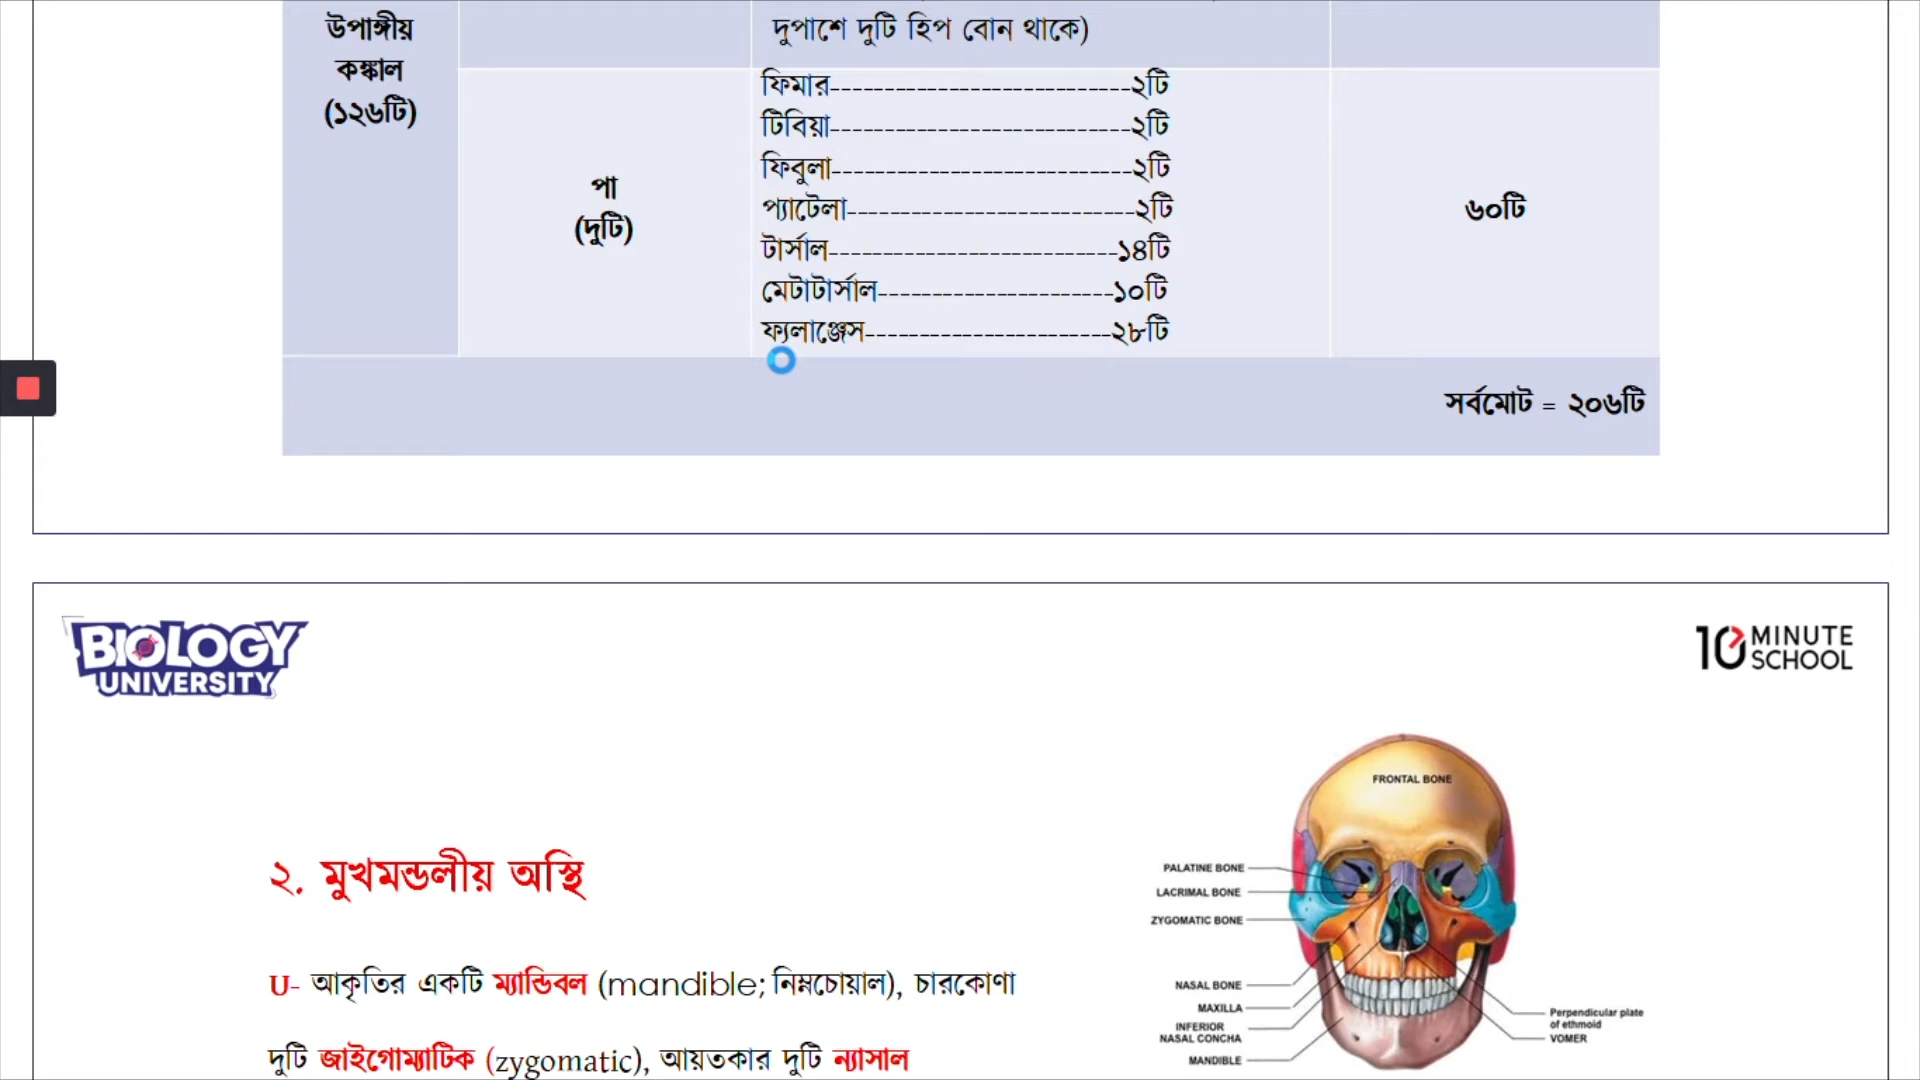 উপাঙ্গীয়
কঙ্কাল
(১২৬টি)
দুপাশে দুটি হিপ বোন থাকে)
পা
(দুটি)
ফিমার----------------------------২টি
টিবিয়া----------------------------২টি
ফিবুলা----------------------------২টি
প্যাটেলা---------------------------২টি
টার্সাল---------------------------১৪টি
মেটাটার্সাল----------------------১০টি
ফ্যলাঞ্জেস-----------------------২৮টি
৬০টি
সর্বমোট = ২০৬টি
BIOLOGY
UNIVERSITY
10 MINUTE
SCHOOL
২. মুখমন্ডলীয় অস্থি
U- আকৃতির একটি ম্যান্ডিবল (mandible; নিম্নচোয়াল), চারকোণা
দুটি জাইগোম্যাটিক (zygomatic), আয়তকার দুটি ন্যাসাল
FRONTAL BONE
PALATINE BONE
LACRIMAL BONE
ZYGOMATIC BONE
NASAL BONE
MAXILLA
INFERIOR
NASAL CONCHA
MANDIBLE
Perpendicular plate
of ethmoid
VOMER